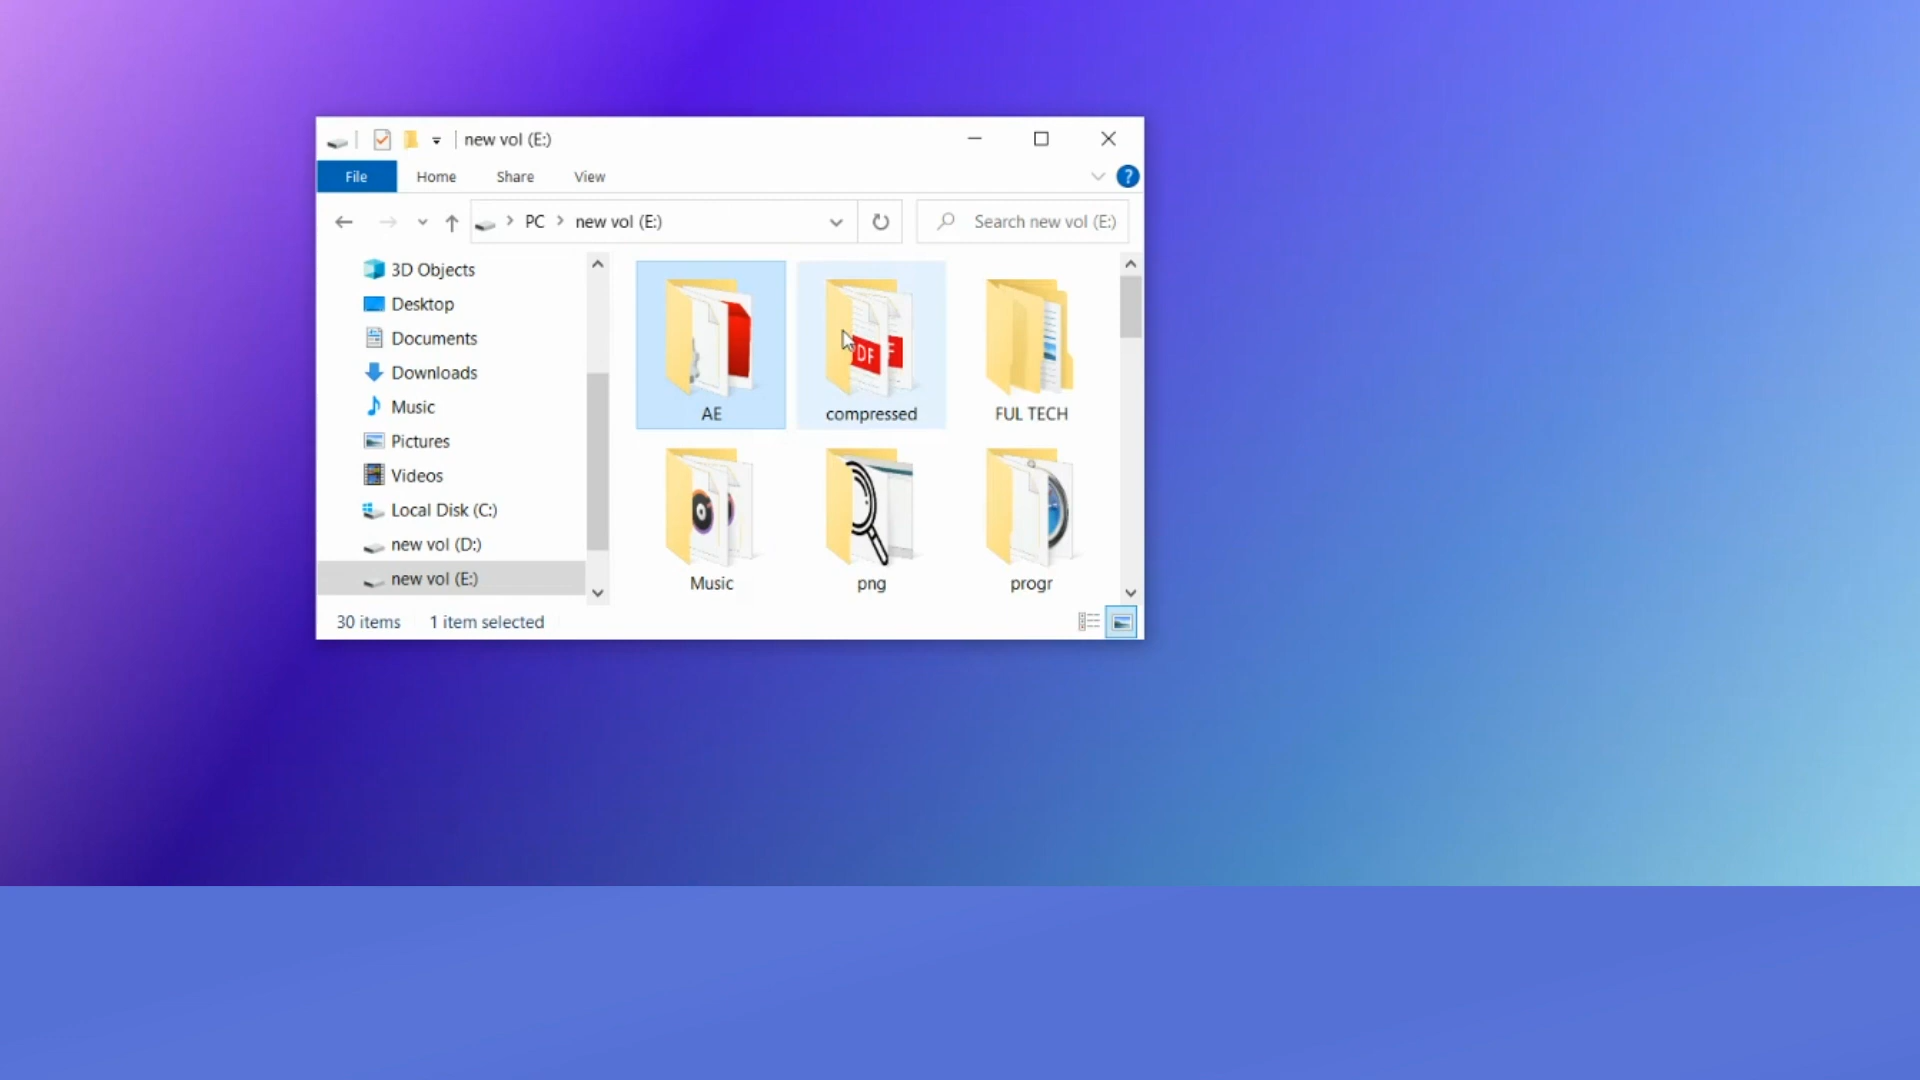 new vol (E:)
File Home Share View ?
PC new vol (E:) Search new vol (E:)
3D Objects
Desktop
Documents
Downloads
Music
Pictures
Videos
Local Disk (C:)
new vol (D:)
new vol (E:)
PDF F
AE compressed FUL TECH
Music png progr
30 items 1 item selected